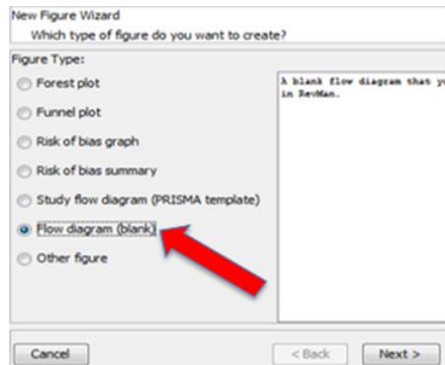 New Figure Wizard
Which type of figure do you want to create?
Figure Type:
Forest plot
Funnel plot
Risk of bias graph
Risk of bias summary
Study flow diagram (PRISMA template)
Flow diagram (blank)
Other figure
A blank flow diagram that yo
in RevMan.
Cancel
< Back
Next >